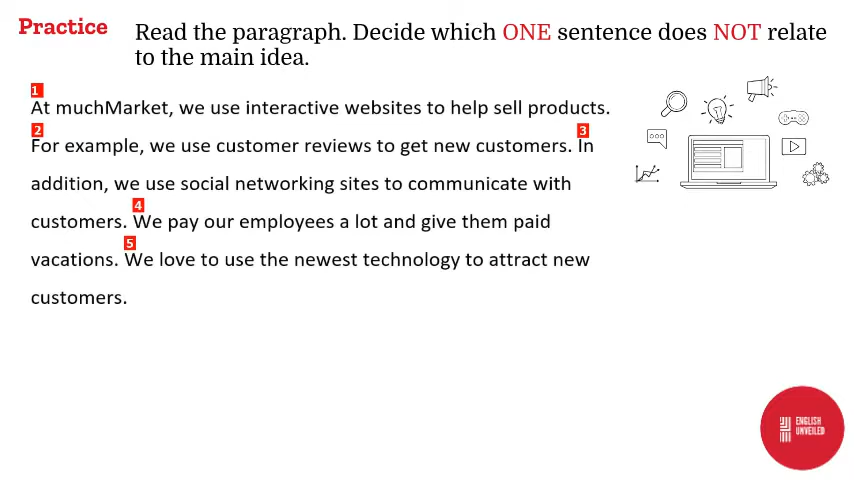 Practice
Read the paragraph. Decide which ONE sentence does NOT relate
to the main idea.
1
At muchMarket, we use interactive websites to help sell products.
2 3
For example, we use customer reviews to get new customers. In
addition, we use social networking sites to communicate with
4
customers. We pay our employees a lot and give them paid
5
vacations. We love to use the newest technology to attract new
customers.
ENGLISH
UNVEILED